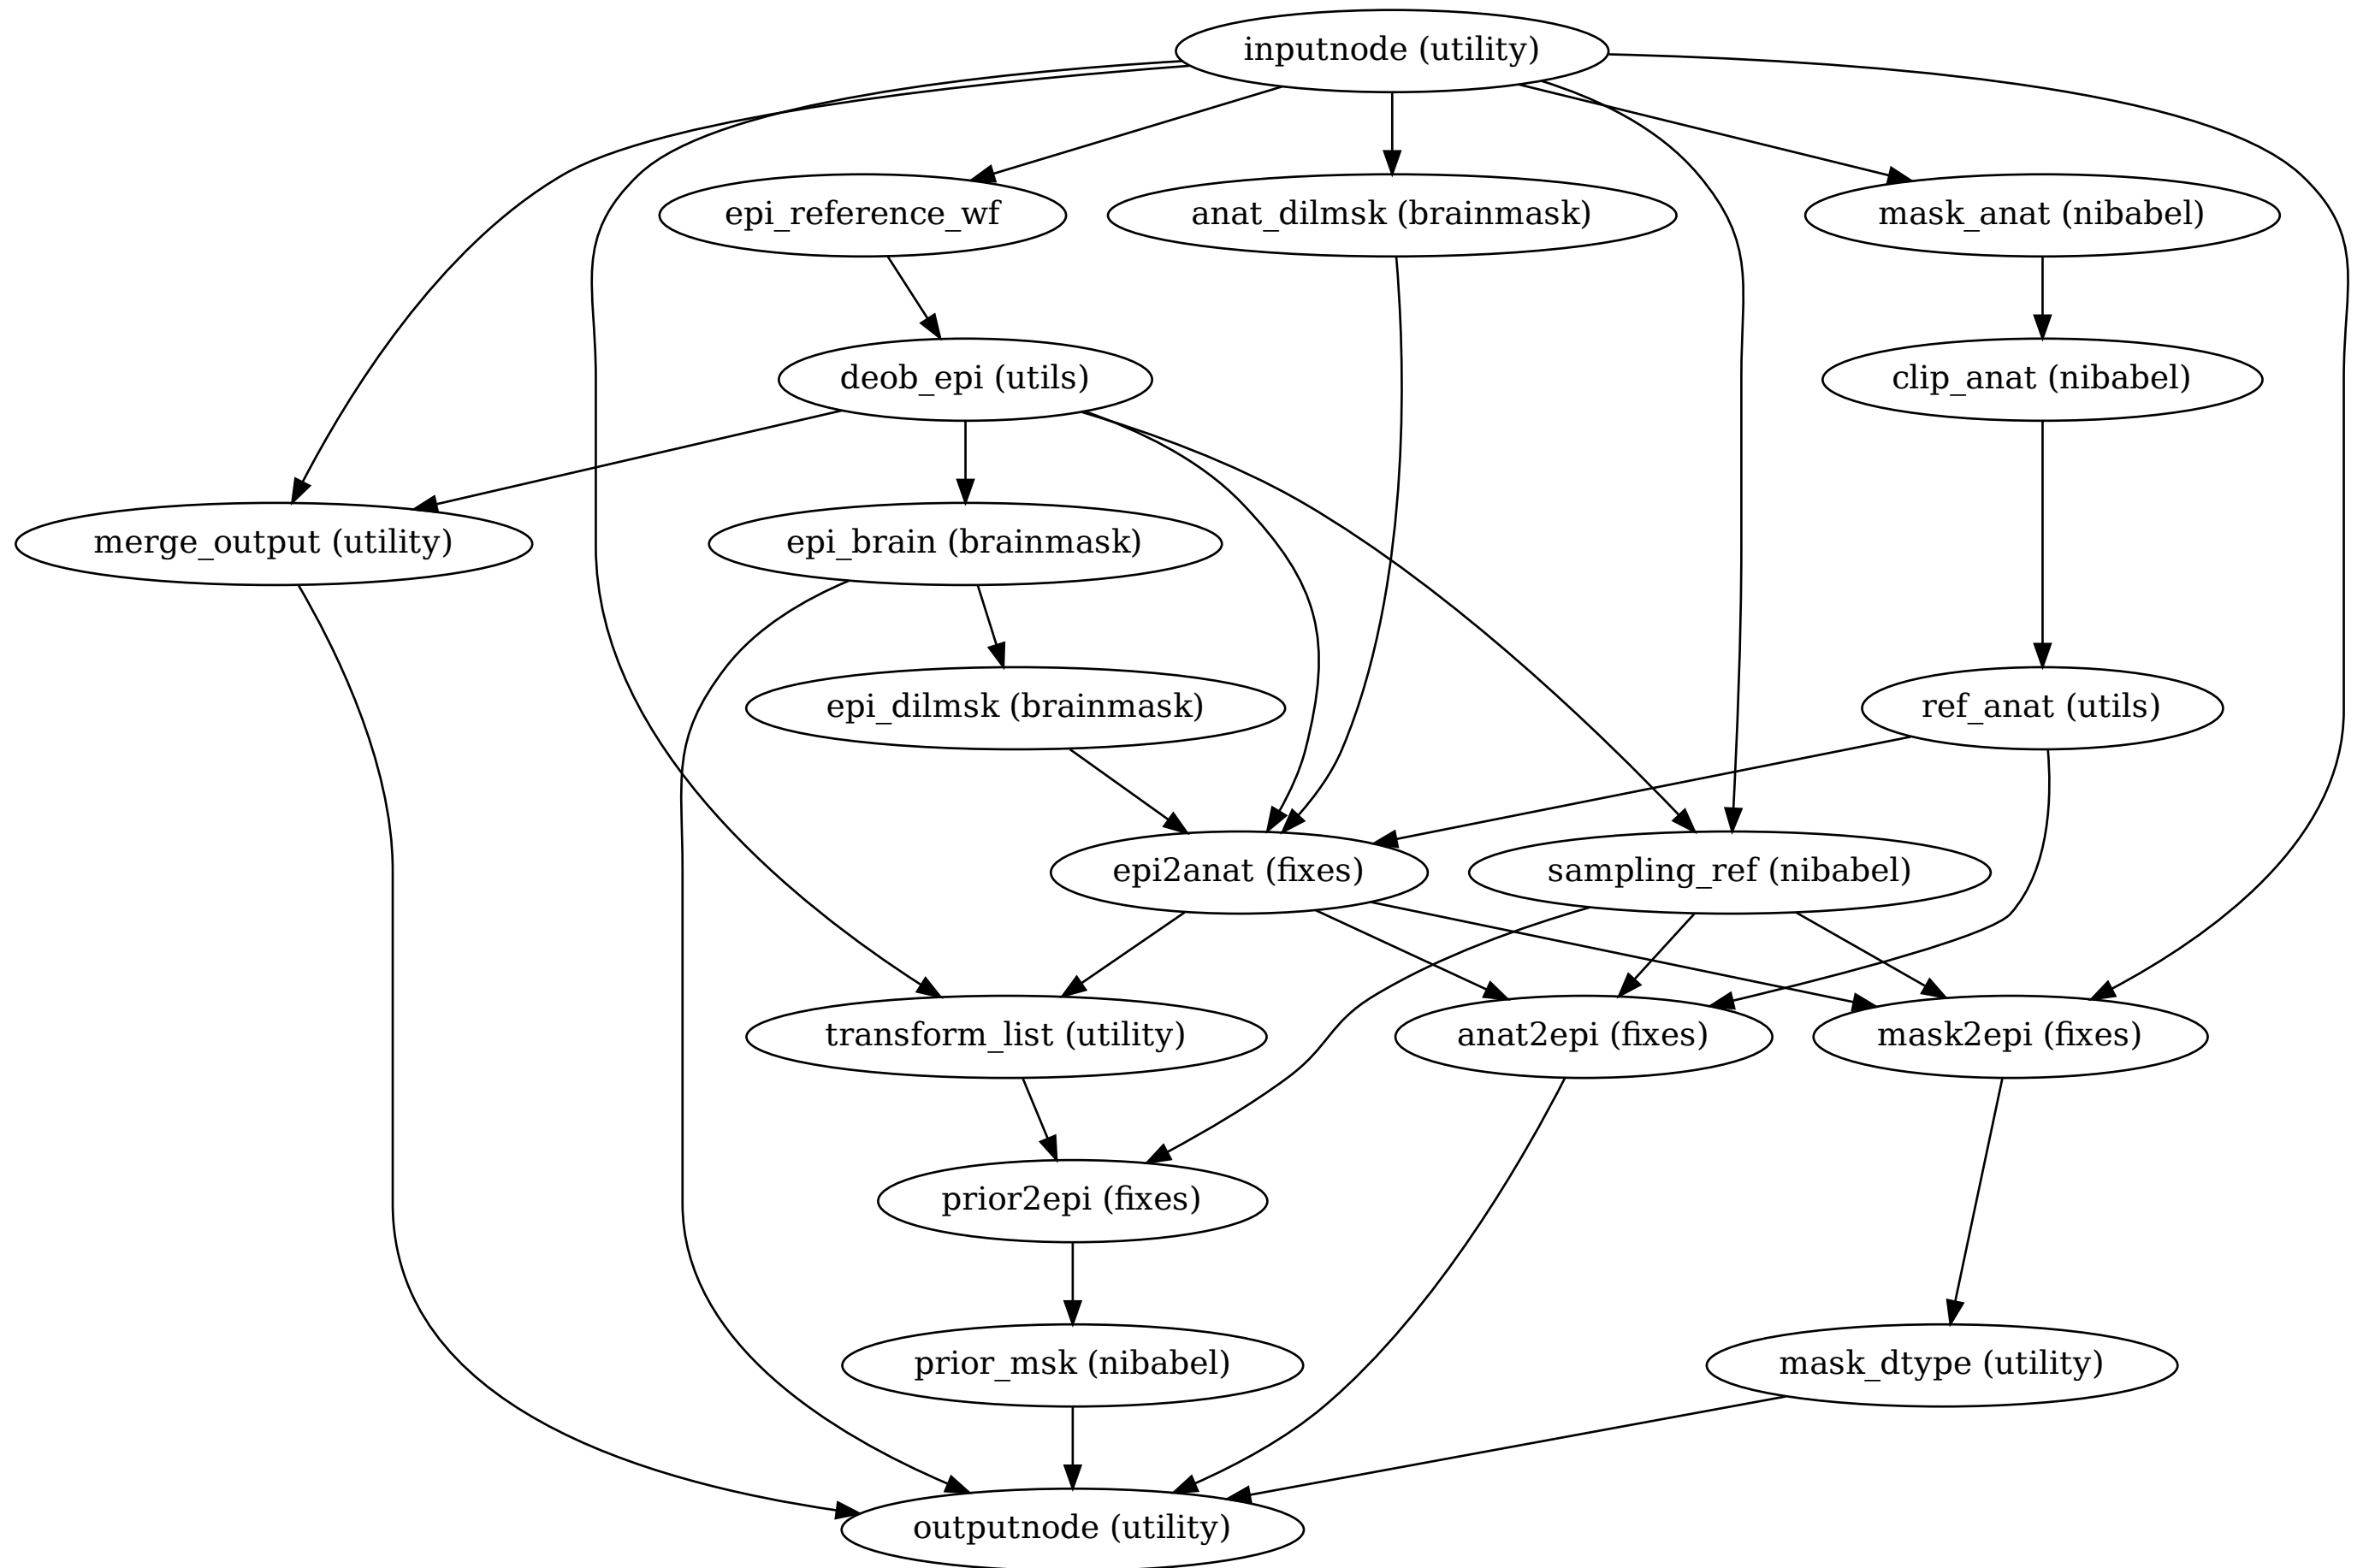 inputnode (utility)
epi_reference_wf
anat_dilmsk (brainmask)
mask_anat (nibabel)
deob_epi (utils)
clip_anat (nibabel)
merge_output (utility)
epi_brain (brainmask)
epi_dilmsk (brainmask)
ref_anat (utils)
epi2anat (fixes)
sampling_ref (nibabel)
transform_list (utility)
anat2epi (fixes)
mask2epi (fixes)
prior2epi (fixes)
prior_msk (nibabel)
mask_dtype (utility)
outputnode (utility)